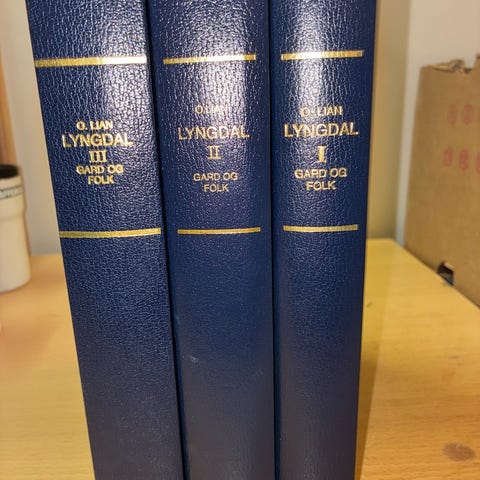 O. LIAN
LYNGDAL
III
GARD OG
FOLK
O. LIAN
LYNGDAL
II
GARD OG
FOLK
O. LIAN
LYNGDAL
I
GARD OG
FOLK